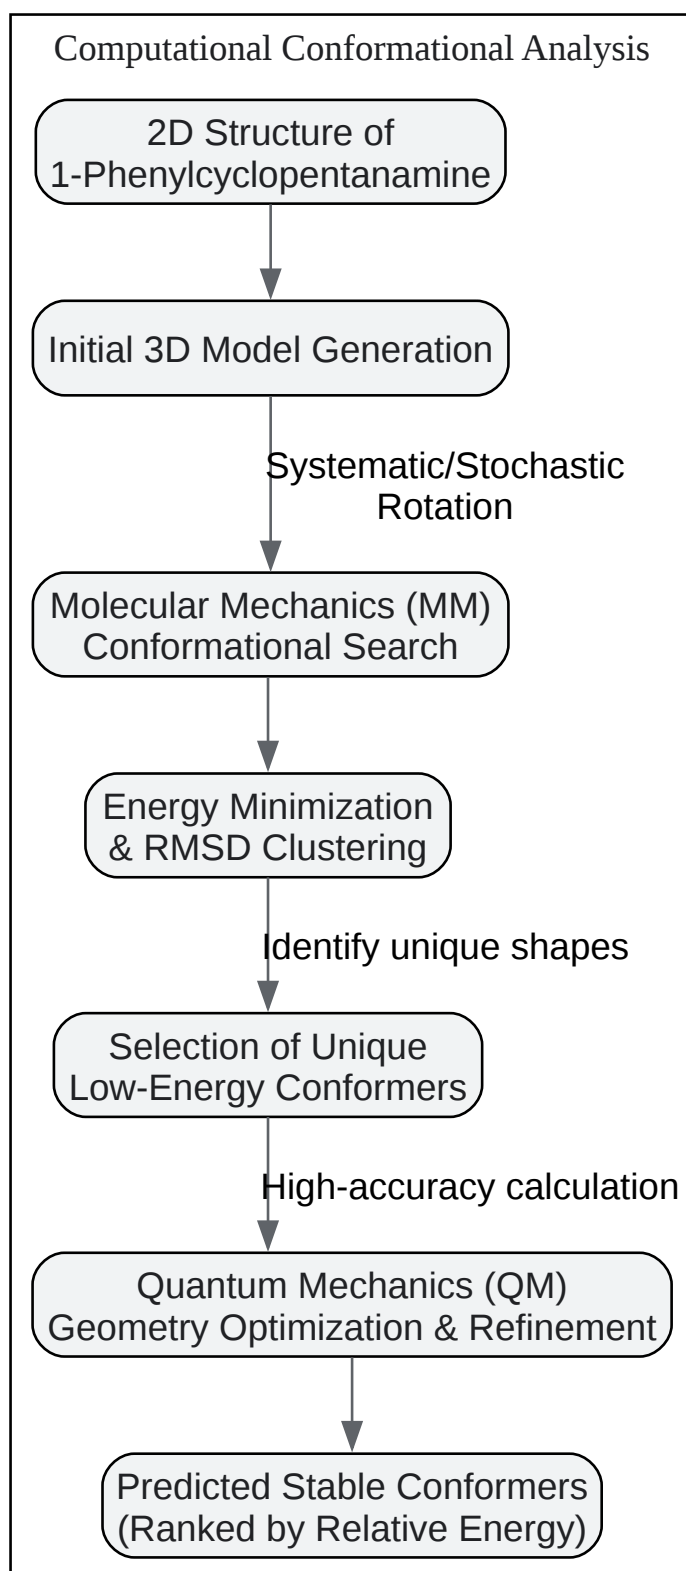 Computational Conformational Analysis
2D Structure of
1-Phenylcyclopentanamine
Initial 3D Model Generation
Systematic/Stochastic
Rotation
Molecular Mechanics (MM)
Conformational Search
Energy Minimization
& RMSD Clustering
Identify unique shapes
Selection of Unique
Low-Energy Conformers
High-accuracy calculation
Quantum Mechanics (QM)
Geometry Optimization & Refinement
Predicted Stable Conformers
(Ranked by Relative Energy)